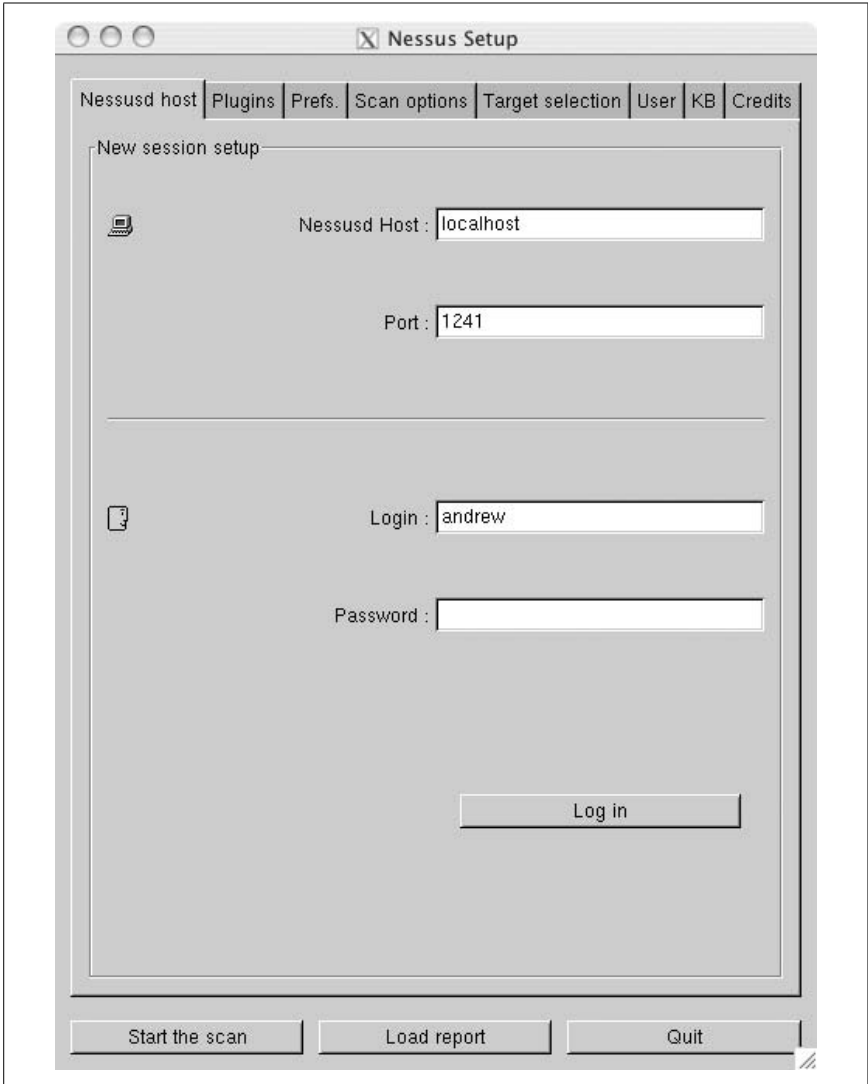 Nessus Setup
Nessusd host Plugins Prefs. Scan options Target selection User KB Credits
New session setup
Nessusd Host : localhost
Port : 1241
Login : andrew
Password :
Log in
Start the scan Load report Quit